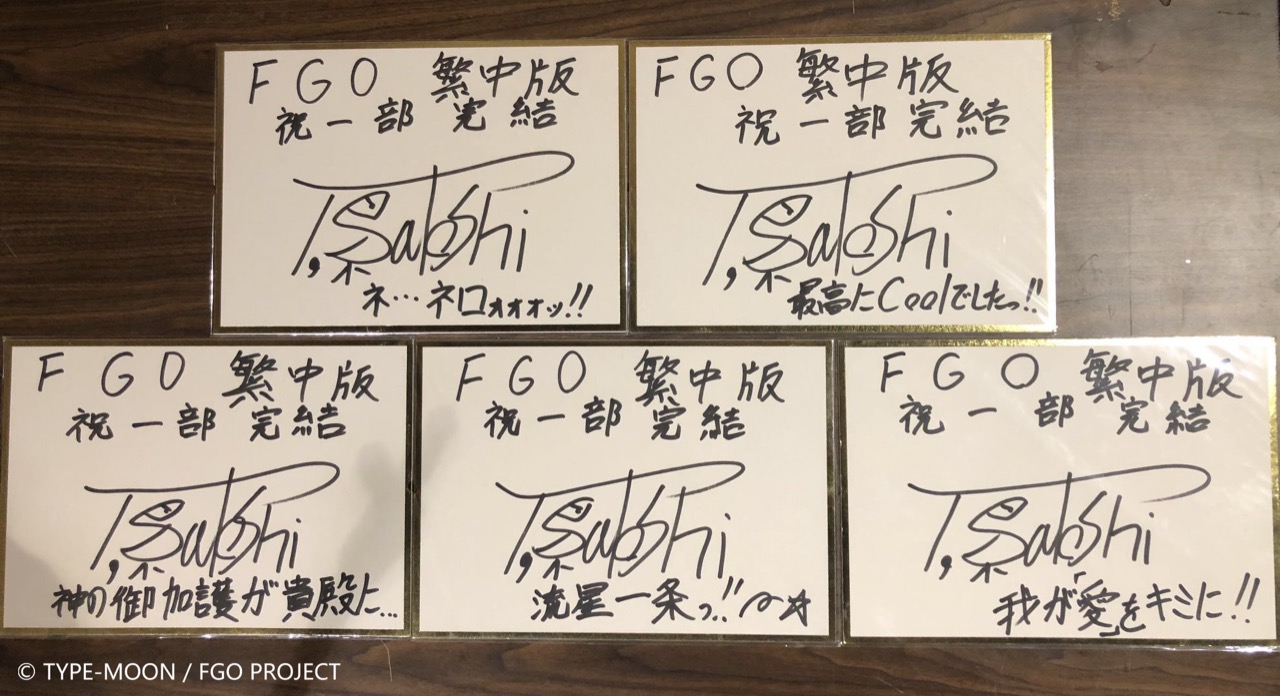 FGO 繁中版
祝一部 完結
T,Satoshi
ネ…ネロォォォッ!!
FGO 繁中版
祝一部完結
T,Satoshi
最高にCoolでしたっ!!
FGO 繁中版
祝一部 完結
T,Satoshi
神の御加護が貴殿に…
FGO 繁中版
祝一部 完結
T,Satoshi
流星一条っ!!
FGO 繁中版
祝一部 完結
T,Satoshi
我が「愛」をキミに!!
© TYPE-MOON / FGO PROJECT